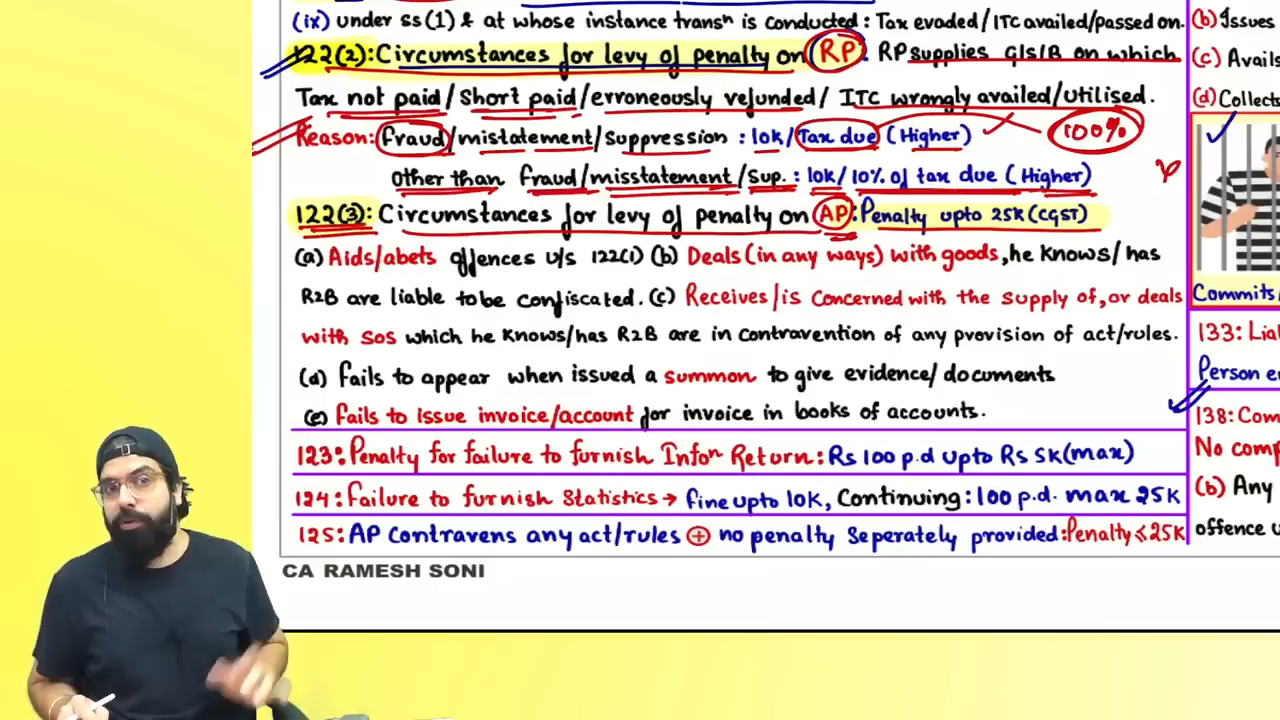 (ix) under ss(1) & at whose instance transⁿ is conducted : Tax evaded/ITC availed/passed on.
122(2): Circumstances for levy of penalty on RP : RP supplies G/S/B on which
Tax not paid/short paid/erroneously refunded/ ITC wrongly availed/utilised.
Reason: fraud/mistatement/suppression : 10k/Tax due (Higher) 100%
other than fraud/misstatement/sup. : 10k/10% of tax due (Higher)
122(3): Circumstances for levy of penalty on AP: Penalty upto 25K(CGST)
(a) Aids/abets offences u/s 122(1) (b) Deals (in any ways) with goods, he knows/has
R2B are liable to be confiscated. (c) Receives/is concerned with the supply of, or deals
with sos which he knows/has R2B are in contravention of any provision of act/rules.
(d) Fails to appear when issued a summon to give evidence/documents
(e) Fails to issue invoice/account for invoice in books of accounts.
123: Penalty for failure to furnish Infoⁿ Return: Rs 100 p.d upto Rs 5k(max)
124: Failure to furnish statistics → fine upto 10K, Continuing: 100 p.d. max 25K
125: AP Contravens any act/rules ⊕ no penalty seperately provided: Penalty ≤ 25K
CA RAMESH SONI
(b) Issues
(c) Avails
(d) Collect
Commits
133: Lia
Person e
138: Com
No comp
(b) Any
offence u